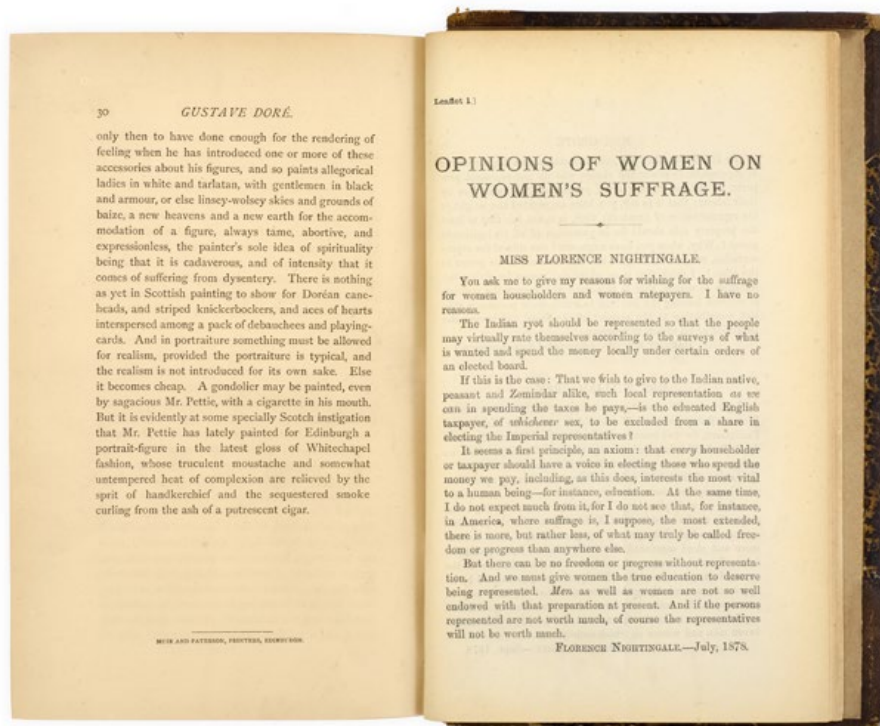 30 GUSTAVE DORÉ.
only then to have done enough for the rendering of
feeling when he has introduced one or more of these
accessories about his figures, and so paints allegorical
ladies in white and tarlatan, with gentlemen in black
and armour, or else linsey-wolsey skies and grounds of
baize, a new heavens and a new earth for the accom-
modation of a figure, always tame, abortive, and
expressionless, the painter's sole idea of spirituality
being that it is cadaverous, and of intensity that it
comes of suffering from dysentery. There is nothing
as yet in Scottish painting to show for Doréan cane-
heads, and striped knickerbockers, and aces of hearts
interspersed among a pack of debauchees and playing-
cards. And in portraiture something must be allowed
for realism, provided the portraiture is typical, and
the realism is not introduced for its own sake. Else
it becomes cheap. A gondolier may be painted, even
by sagacious Mr. Pettie, with a cigarette in his mouth.
But it is evidently at some specially Scotch instigation
that Mr. Pettie has lately painted for Edinburgh a
portrait-figure in the latest gloss of Whitechapel
fashion, whose truculent moustache and somewhat
untempered heat of complexion are relieved by the
sprit of handkerchief and the sequestered smoke
curling from the ash of a putrescent cigar.
MUIR AND PATERSON, PRINTERS, EDINBURGH.
Leaflet I.]
OPINIONS OF WOMEN ON
WOMEN'S SUFFRAGE.
MISS FLORENCE NIGHTINGALE.
You ask me to give my reasons for wishing for the suffrage
for women householders and women ratepayers. I have no
reasons.
The Indian ryot should be represented so that the people
may virtually rate themselves according to the surveys of what
is wanted and spend the money locally under certain orders of
an elected board.
If this is the case: That we wish to give to the Indian native,
peasant and Zemindar alike, such local representation as we
can in spending the taxes he pays,—is the educated English
taxpayer, of whichever sex, to be excluded from a share in
electing the Imperial representatives?
It seems a first principle, an axiom: that every householder
or taxpayer should have a voice in electing those who spend the
money we pay, including, as this does, interests the most vital
to a human being—for instance, education. At the same time,
I do not expect much from it, for I do not see that, for instance,
in America, where suffrage is, I suppose, the most extended,
there is more, but rather less, of what may truly be called free-
dom or progress than anywhere else.
But there can be no freedom or progress without representa-
tion. And we must give women the true education to deserve
being represented. Men as well as women are not so well
endowed with that preparation at present. And if the persons
represented are not worth much, of course the representatives
will not be worth much.
FLORENCE NIGHTINGALE.—July, 1878.